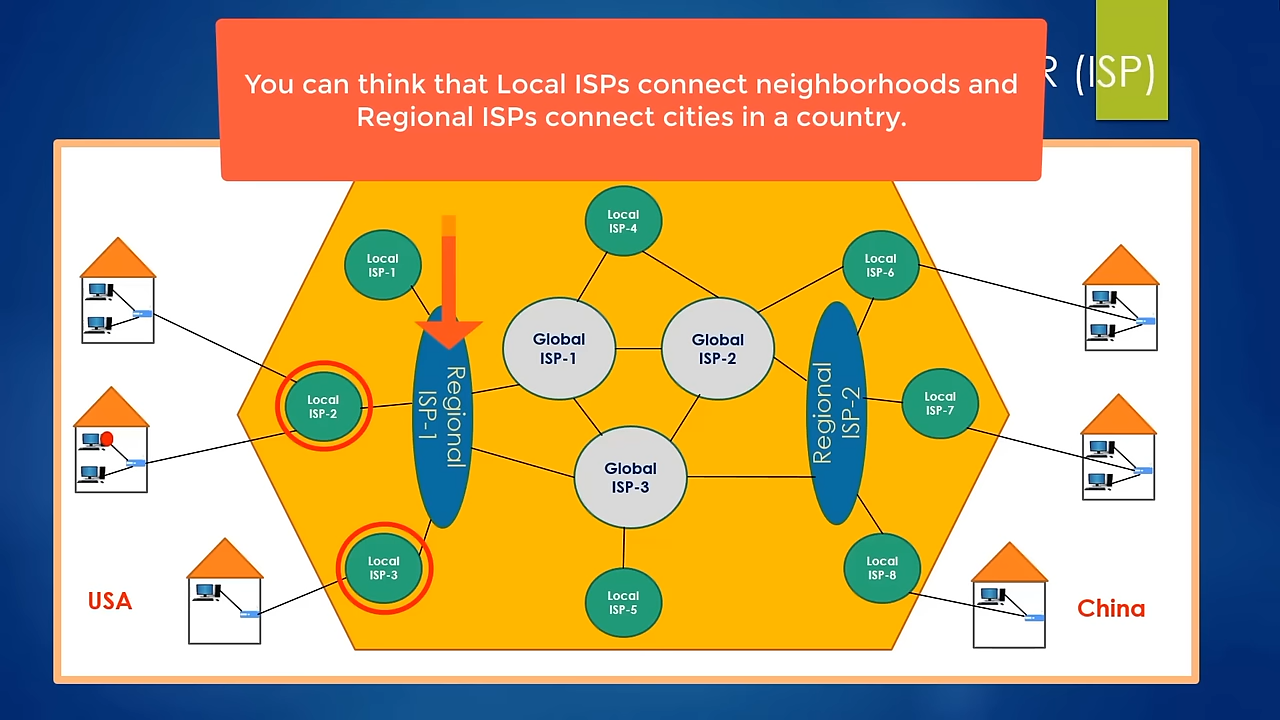 You can think that Local ISPs connect neighborhoods and
Regional ISPs connect cities in a country.
R (ISP)
Local
ISP-4
Local
ISP-1
Local
ISP-6
Global
ISP-1
Global
ISP-2
Local
ISP-2
Regional
ISP-1
Regional
ISP-2
Local
ISP-7
Global
ISP-3
Local
ISP-3
Local
ISP-8
Local
ISP-5
USA
China